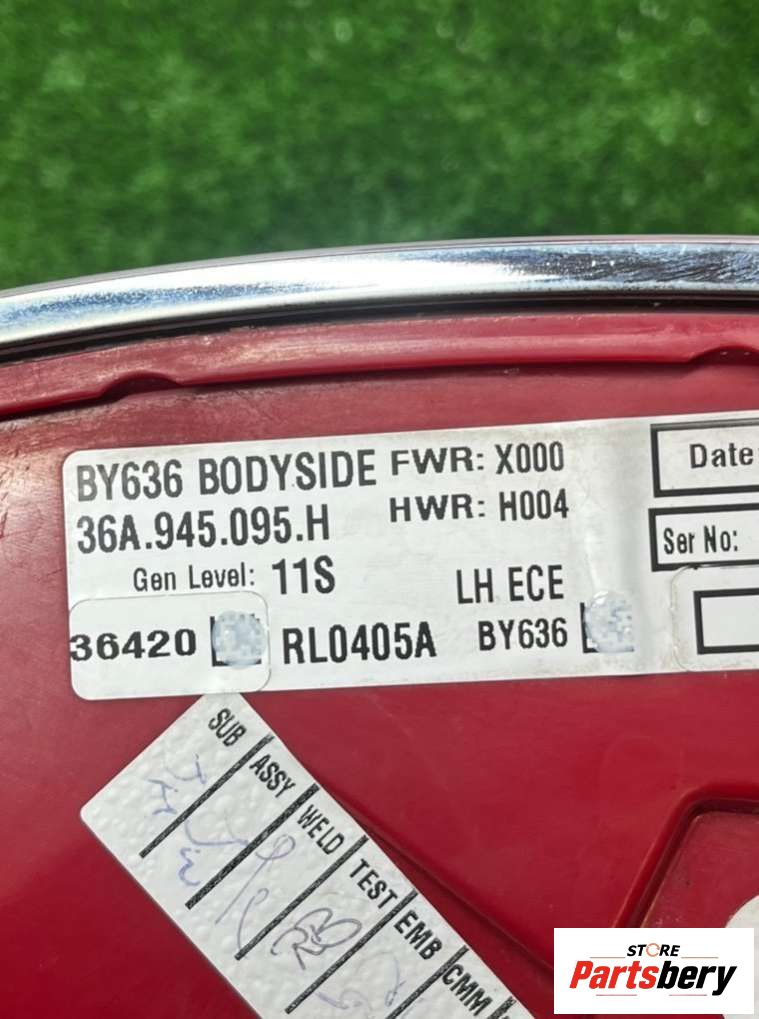 BY636 BODYSIDE FWR: X000
36A.945.095.H HWR: H004
Gen Level: 11S LH ECE
36420 RL0405A BY636
Date
Ser No:
SUB
ASSY
WELD
TEST
EMB
CMM
STORE
Partsbery